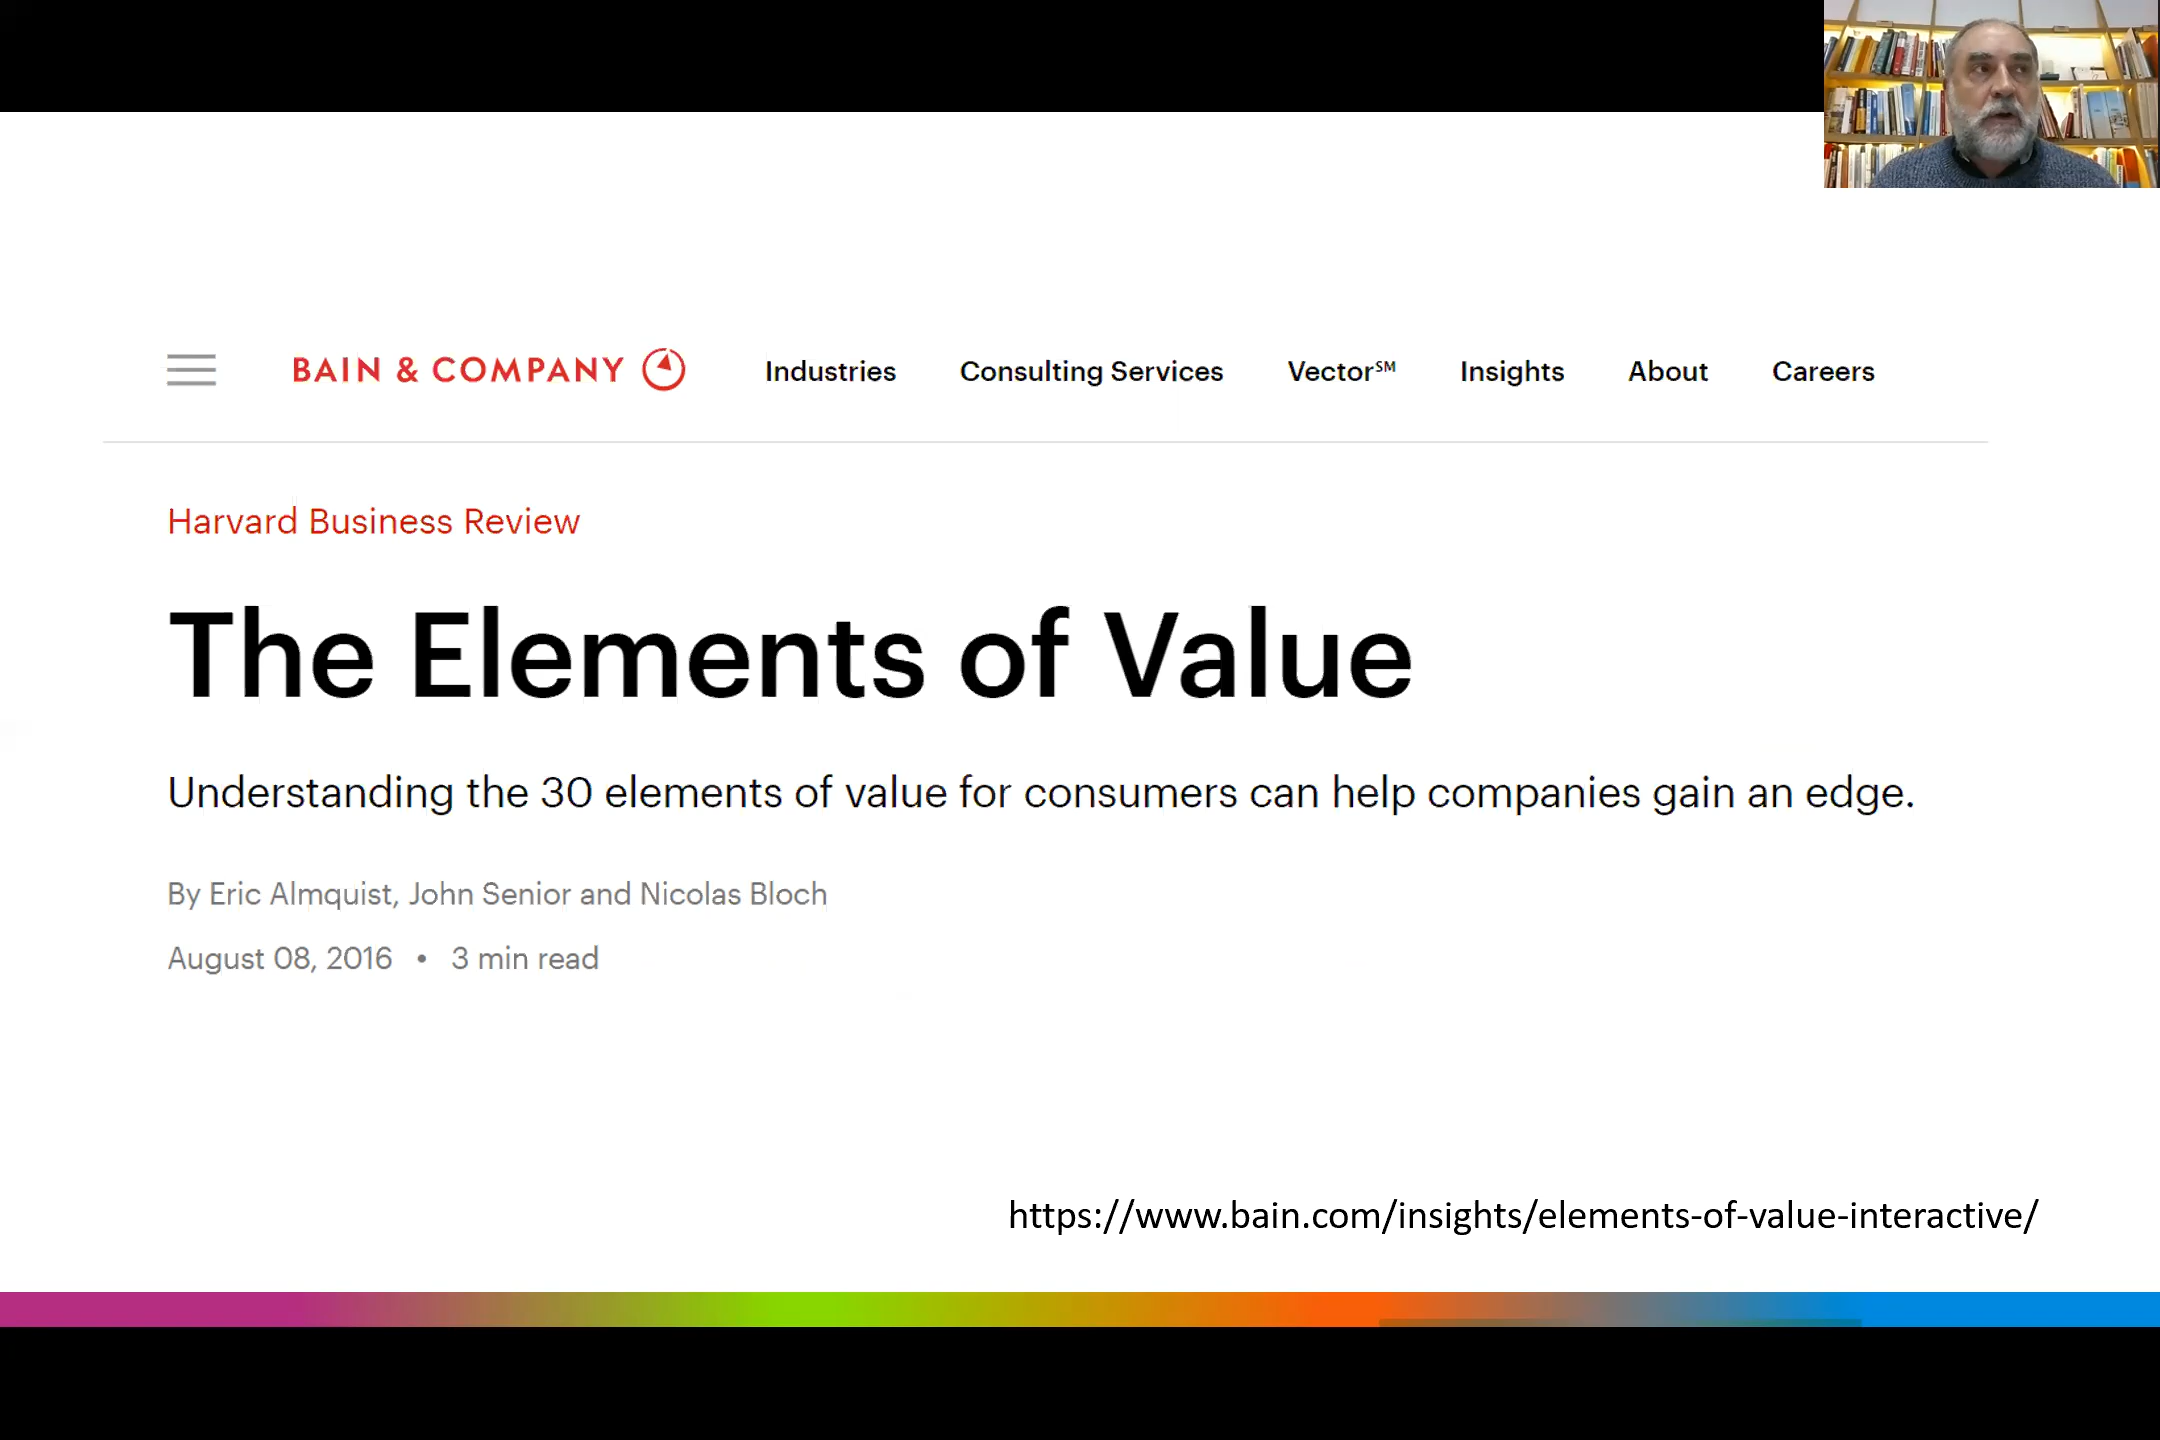 BAIN & COMPANY Industries Consulting Services Vector℠ Insights About Careers
Harvard Business Review
The Elements of Value
Understanding the 30 elements of value for consumers can help companies gain an edge.
By Eric Almquist, John Senior and Nicolas Bloch
August 08, 2016 • 3 min read
https://www.bain.com/insights/elements-of-value-interactive/